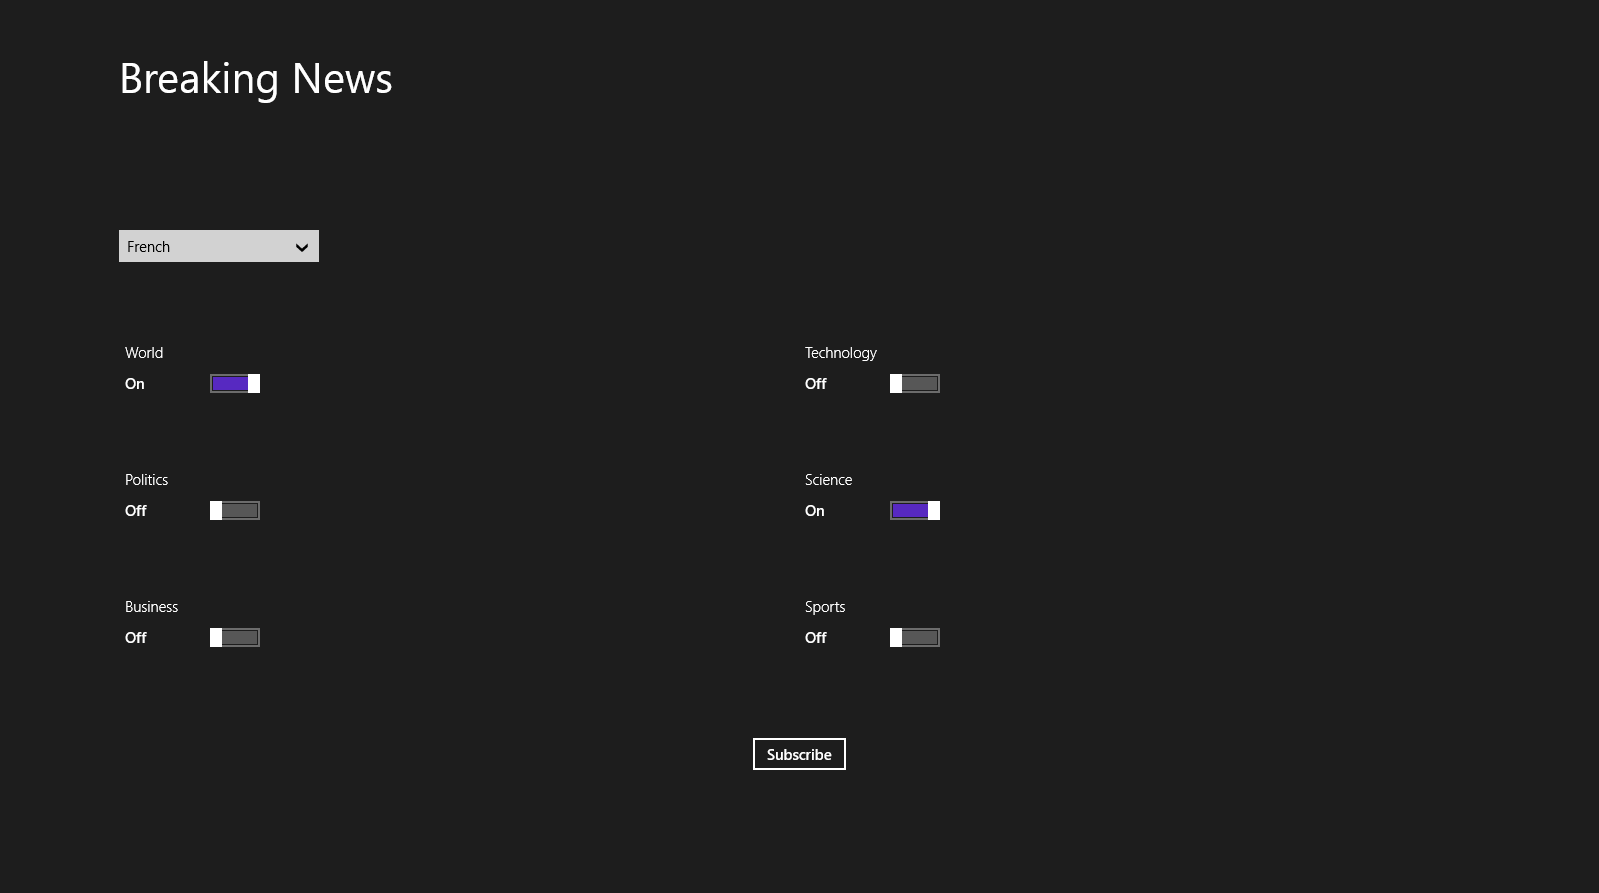 Breaking News
French
World
On
Technology
Off
Politics
Off
Science
On
Business
Off
Sports
Off
Subscribe